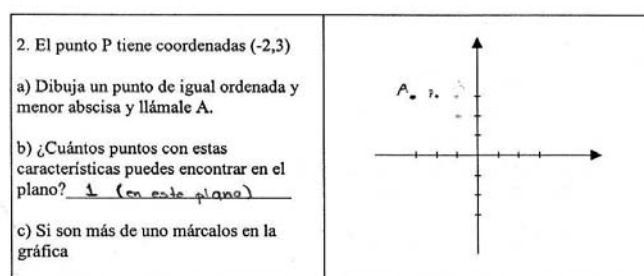 2. El punto P tiene coordenadas (-2,3)
a) Dibuja un punto de igual ordenada y
menor abscisa y llámale A.
b) ¿Cuántos puntos con estas
características puedes encontrar en el
plano? 1 (en este plano)
c) Si son más de uno márcalos en la
gráfica
A. P.